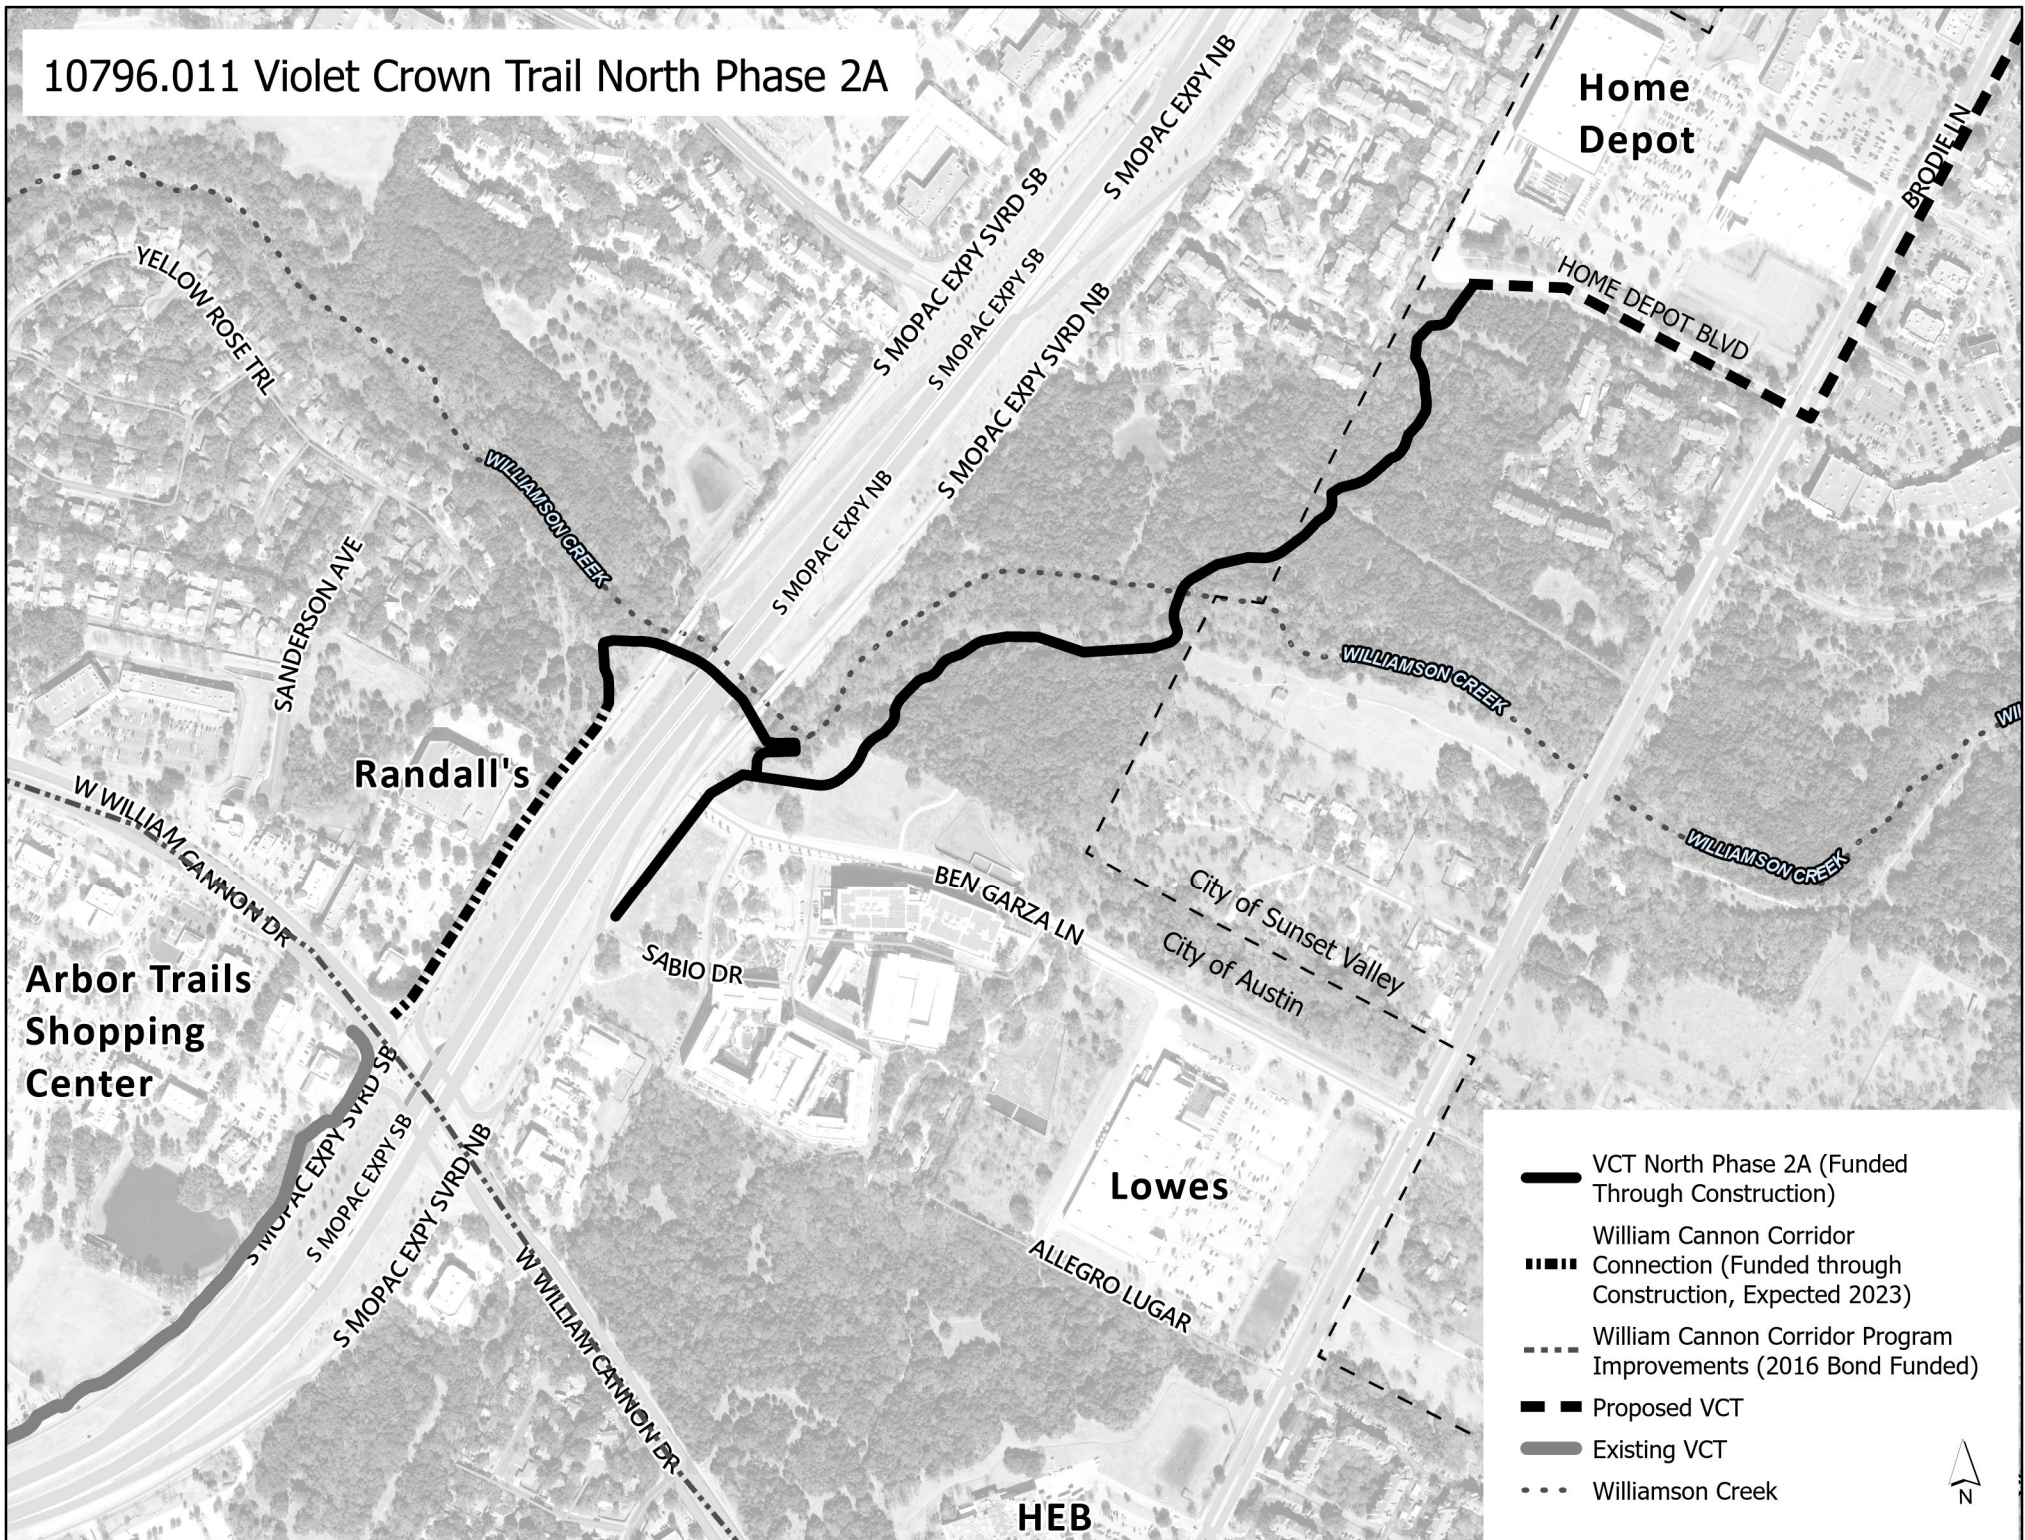 10796.011 Violet Crown Trail North Phase 2A
Home
Depot
S MOPAC EXPY NB
BRODIE LN
S MOPAC EXPY SVRD SB
S MOPAC EXPY SB
S MOPAC EXPY SVRD NB
YELLOW ROSE TRL
HOME DEPOT BLVD
WILLIAMSON CREEK
S MOPAC EXPY NB
SANDERSON AVE
WILLIAMSON CREEK
WI
Randall's
W WILLIAM CANNON DR
WILLIAMSON CREEK
BEN GARZA LN
City of Sunset Valley
City of Austin
SABIO DR
Arbor Trails
Shopping
Center
S MOPAC EXPY SVRD SB
S MOPAC EXPY SB
S MOPAC EXPY SVRD NB
Lowes
ALLEGRO LUGAR
W WILLIAM CANNON DR
HEB
VCT North Phase 2A (Funded
Through Construction)
William Cannon Corridor
Connection (Funded through
Construction, Expected 2023)
William Cannon Corridor Program
Improvements (2016 Bond Funded)
Proposed VCT
Existing VCT
Williamson Creek
N